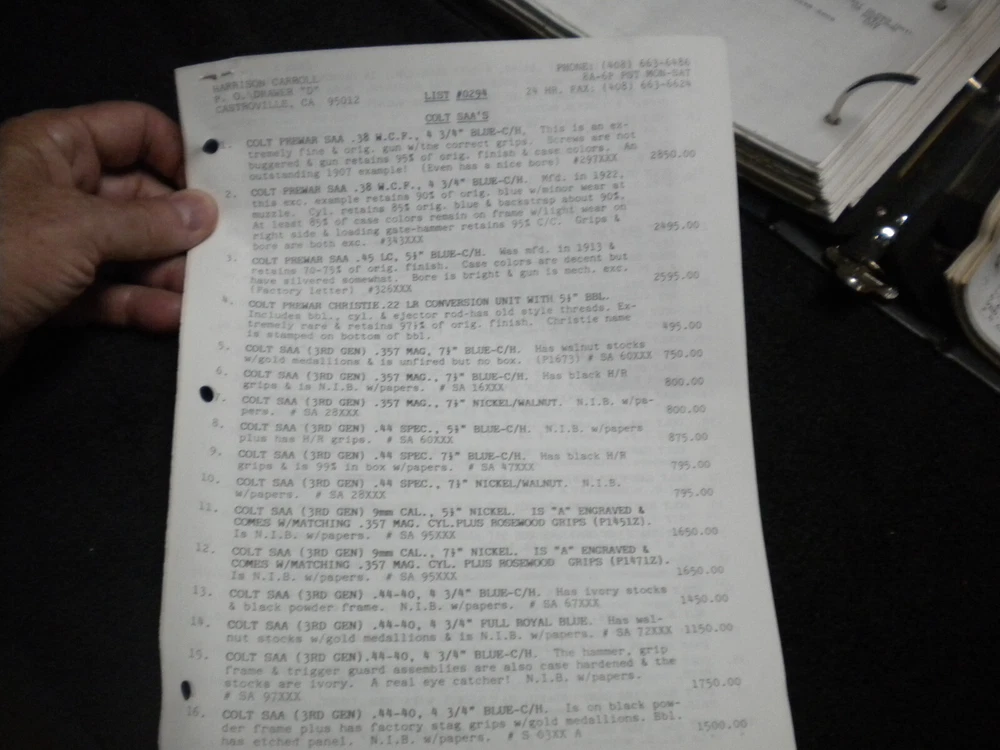 HARRISON CARROLL
P. O. DRAWER "D"
CASTROVILLE, CA 95012
LIST #0294
PHONE: (408) 663-6486
8A-6P PST MON-SAT
24 HR. FAX: (408) 663-6624
COLT SAA'S
1. COLT PREWAR SAA .38 W.C.F., 4 3/4" BLUE-C/H. This is an ex-
tremely fine & orig. gun w/the correct grips. Screws are not
buggered & gun retains 95% of orig. finish & case colors. An
outstanding 1907 example! (Even has a nice bore) #297XXX 2850.00
2. COLT PREWAR SAA .38 W.C.F., 4 3/4" BLUE-C/H. Mfd. in 1922,
this exc. example retains 90% of orig. blue w/minor wear at
muzzle. Cyl. retains 85% orig. blue & backstrap about 90%.
At least 85% of case colors remain on frame w/light wear on
right side & loading gate-hammer retains 95% C/C. Grips &
bore are both exc. #343XXX 2495.00
3. COLT PREWAR SAA .45 LC, 5½" BLUE-C/H. Was mfd. in 1913 &
retains 70-75% of orig. finish. Case colors are decent but
have silvered somewhat. Bore is bright & gun is mech. exc.
(Factory letter) #326XXX 2595.00
4. COLT PREWAR CHRISTIE.22 LR CONVERSION UNIT WITH 5½" BBL.
Includes bbl., cyl. & ejector rod-has old style threads. Ex-
tremely rare & retains 97½% of orig. finish. Christie name
is stamped on bottom of bbl. 495.00
5. COLT SAA (3RD GEN) .357 MAG, 7½" BLUE-C/H. Has walnut stocks
w/gold medallions & is unfired but no box. (P1673) # SA 60XXX 750.00
6. COLT SAA (3RD GEN) .357 MAG., 7½" BLUE-C/H. Has black H/R
grips & is N.I.B. w/papers. # SA 16XXX 800.00
7. COLT SAA (3RD GEN) .357 MAG., 7½" NICKEL/WALNUT. N.I.B. w/pa-
pers. # SA 28XXX 800.00
8. COLT SAA (3RD GEN) .44 SPEC., 5½" BLUE-C/H. N.I.B. w/papers
plus has H/R grips. # SA 60XXX 875.00
9. COLT SAA (3RD GEN) .44 SPEC. 7½" BLUE-C/H. Has black H/R
grips & is 99% in box w/papers. # SA 47XXX 795.00
10. COLT SAA (3RD GEN) .44 SPEC., 7½" NICKEL/WALNUT. N.I.B.
w/papers. # SA 28XXX 795.00
11. COLT SAA (3RD GEN) 9mm CAL., 5½" NICKEL. IS "A" ENGRAVED &
COMES W/MATCHING .357 MAG. CYL.PLUS ROSEWOOD GRIPS (P1451Z).
Is N.I.B. w/papers. # SA 95XXX 1650.00
12. COLT SAA (3RD GEN) 9mm CAL., 7½" NICKEL. IS "A" ENGRAVED &
COMES W/MATCHING .357 MAG. CYL. PLUS ROSEWOOD GRIPS (P1471Z).
Is N.I.B. w/papers. # SA 95XXX 1650.00
13. COLT SAA (3RD GEN) .44-40, 4 3/4" BLUE-C/H. Has ivory stocks
& black powder frame. N.I.B. w/papers. # SA 67XXX 1450.00
14. COLT SAA (3RD GEN) .44-40, 4 3/4" FULL ROYAL BLUE. Has wal-
nut stocks w/gold medallions & is N.I.B. w/papers. # SA 72XXX 1150.00
15. COLT SAA (3RD GEN).44-40, 4 3/4" BLUE-C/H. The hammer, grip
frame & trigger guard assemblies are also case hardened & the
stocks are ivory. A real eye catcher! N.I.B. w/papers.
# SA 97XXX 1750.00
16. COLT SAA (3RD GEN) .44-40, 4 3/4" BLUE-C/H. Is on black pow-
der frame plus has factory stag grips w/gold medallions. Bbl.
has etched panel. N.I.B. w/papers. # S 03XX A 1500.00